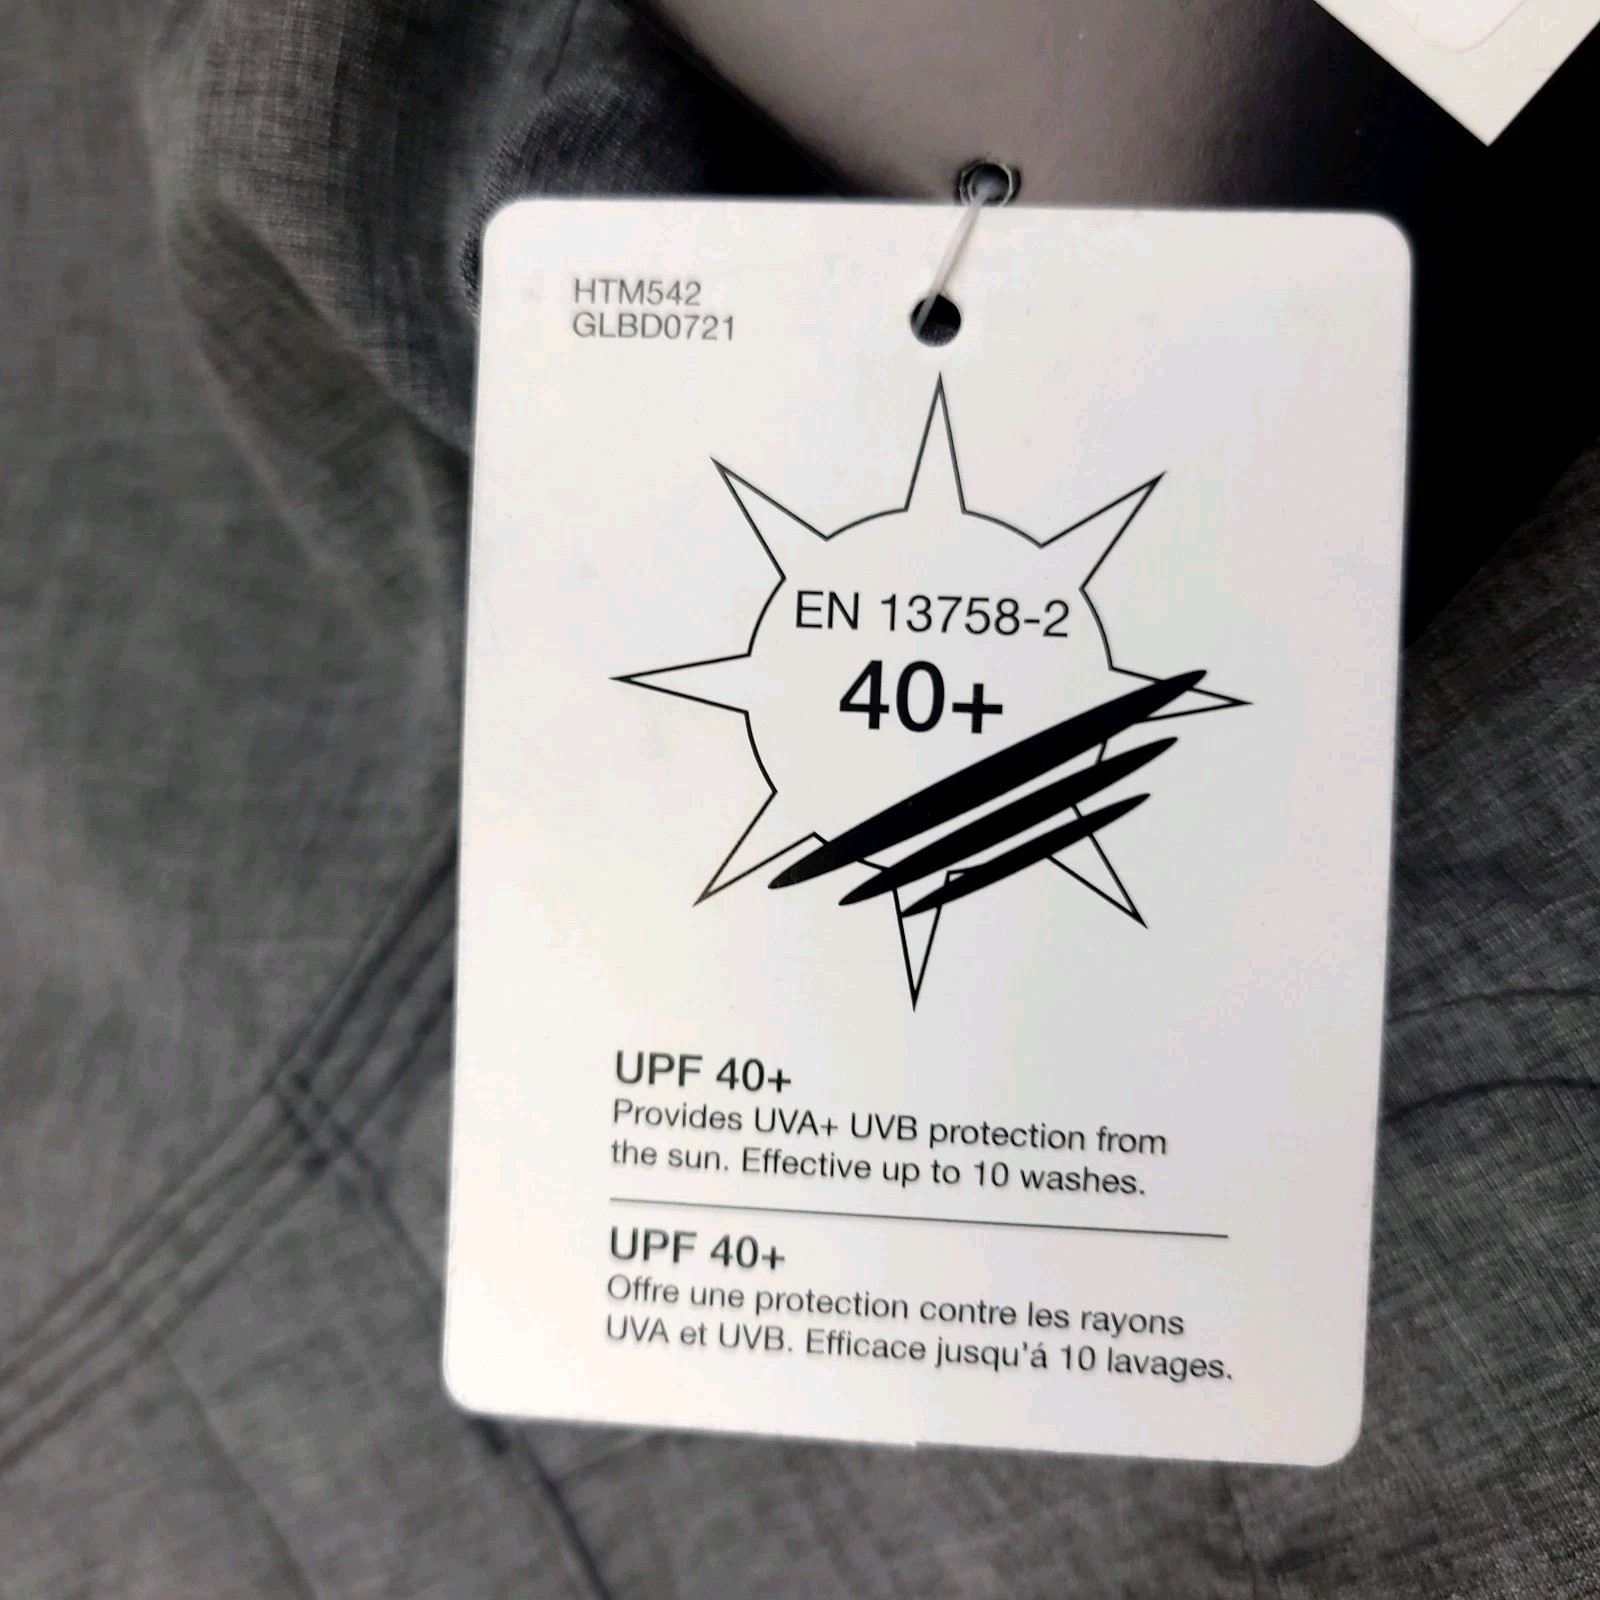 HTM542
GLBD0721
EN 13758-2
40+
UPF 40+
Provides UVA+ UVB protection from
the sun. Effective up to 10 washes.
UPF 40+
Offre une protection contre les rayons
UVA et UVB. Efficace jusqu'á 10 lavages.